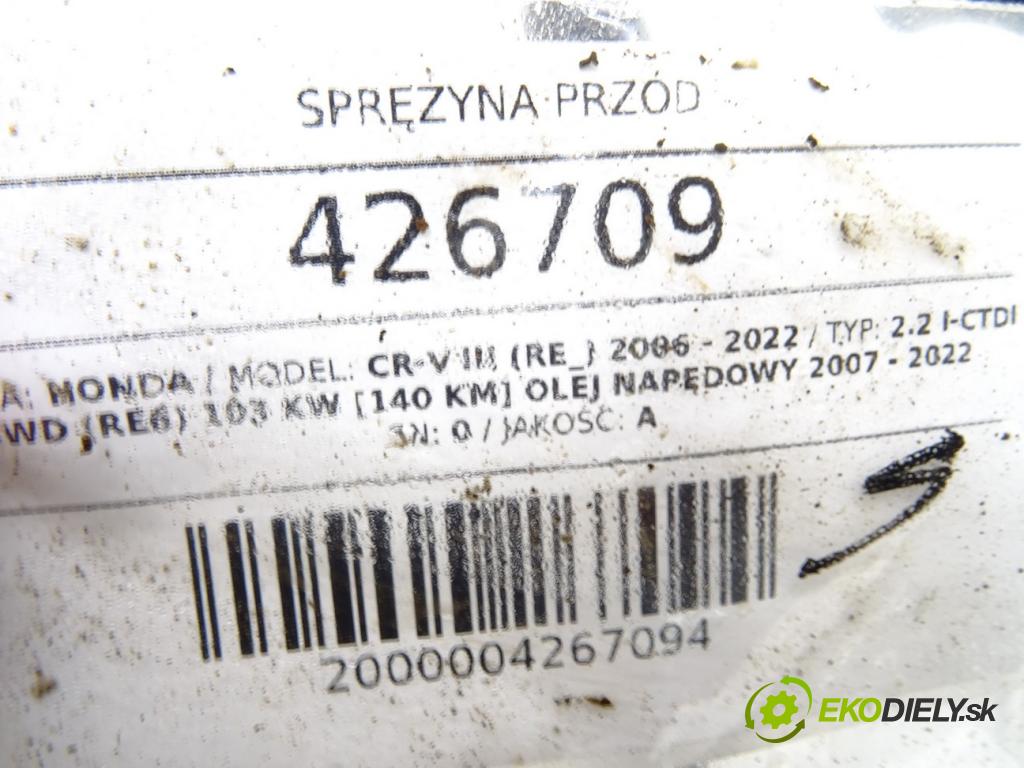 SPRĘŻYNA PRZÓD
426709
A: HONDA / MODEL: CR-V III (RE_) 2006 - 2022 / TYP: 2.2 I-CTDI
WD (RE6) 103 KW [140 KM] OLEJ NAPĘDOWY 2007 - 2022
SN: 0 / JAKOŚĆ: A
2000004267094
EKODIELY.sk